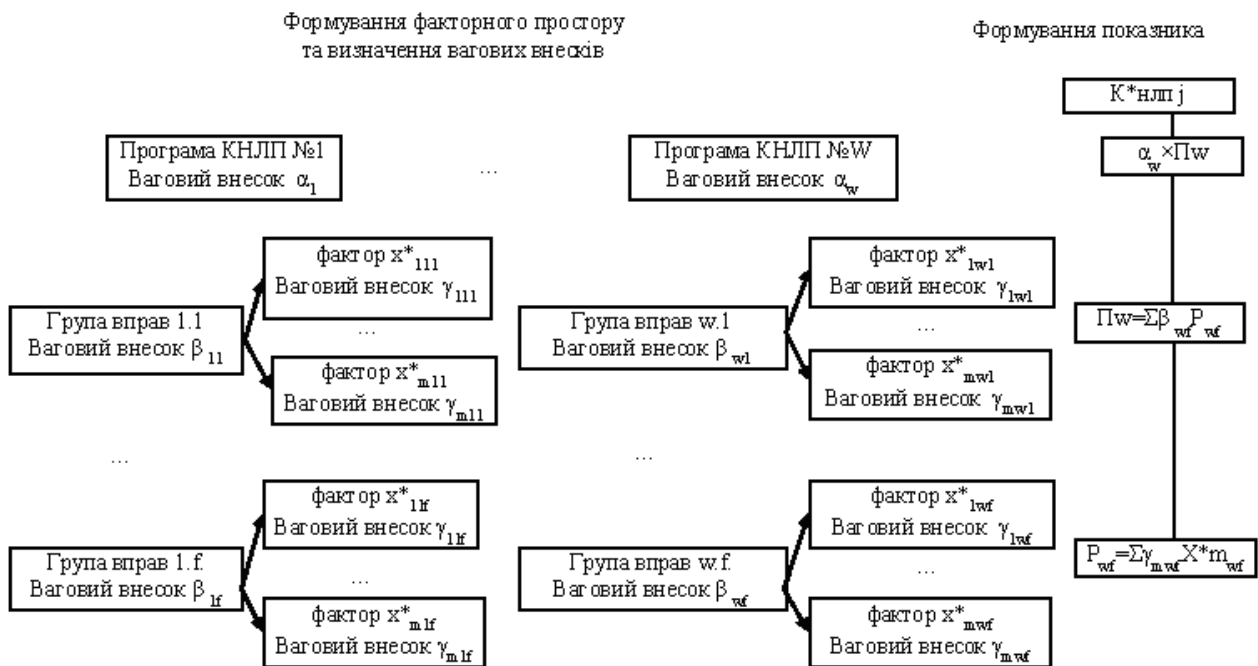 Формування факторного простору
та визначення вагових внесків
Формування показника
К*нлп j
α_w×Пw
Пw=Σβ_wf P_wf
P_wf=Σγ_mwf X*m_wf
Програма КНЛП №1
Ваговий внесок α_1
...
Програма КНЛП №W
Ваговий внесок α_w
Група вправ 1.1
Ваговий внесок β_11
фактор x*_111
Ваговий внесок γ_111
...
фактор x*_m11
Ваговий внесок γ_m11
Група вправ w.1
Ваговий внесок β_w1
фактор x*_1w1
Ваговий внесок γ_1w1
...
фактор x*_mw1
Ваговий внесок γ_mw1
...
...
Група вправ 1.f.
Ваговий внесок β_1f
фактор x*_11f
Ваговий внесок γ_11f
...
фактор x*_m1f
Ваговий внесок γ_m1f
Група вправ w.f.
Ваговий внесок β_wf
фактор x*_1wf
Ваговий внесок γ_1wf
...
фактор x*_mwf
Ваговий внесок γ_mwf